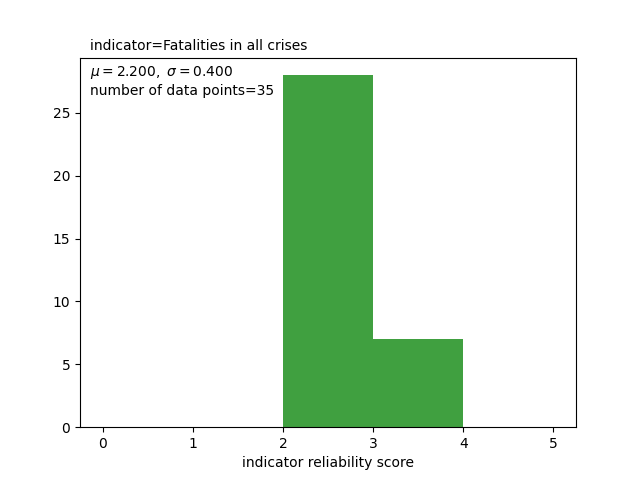 indicator=Fatalities in all crises
μ = 2.200, σ = 0.400
number of data points=35
25
20
15
10
5
0
0 1 2 3 4 5
indicator reliability score